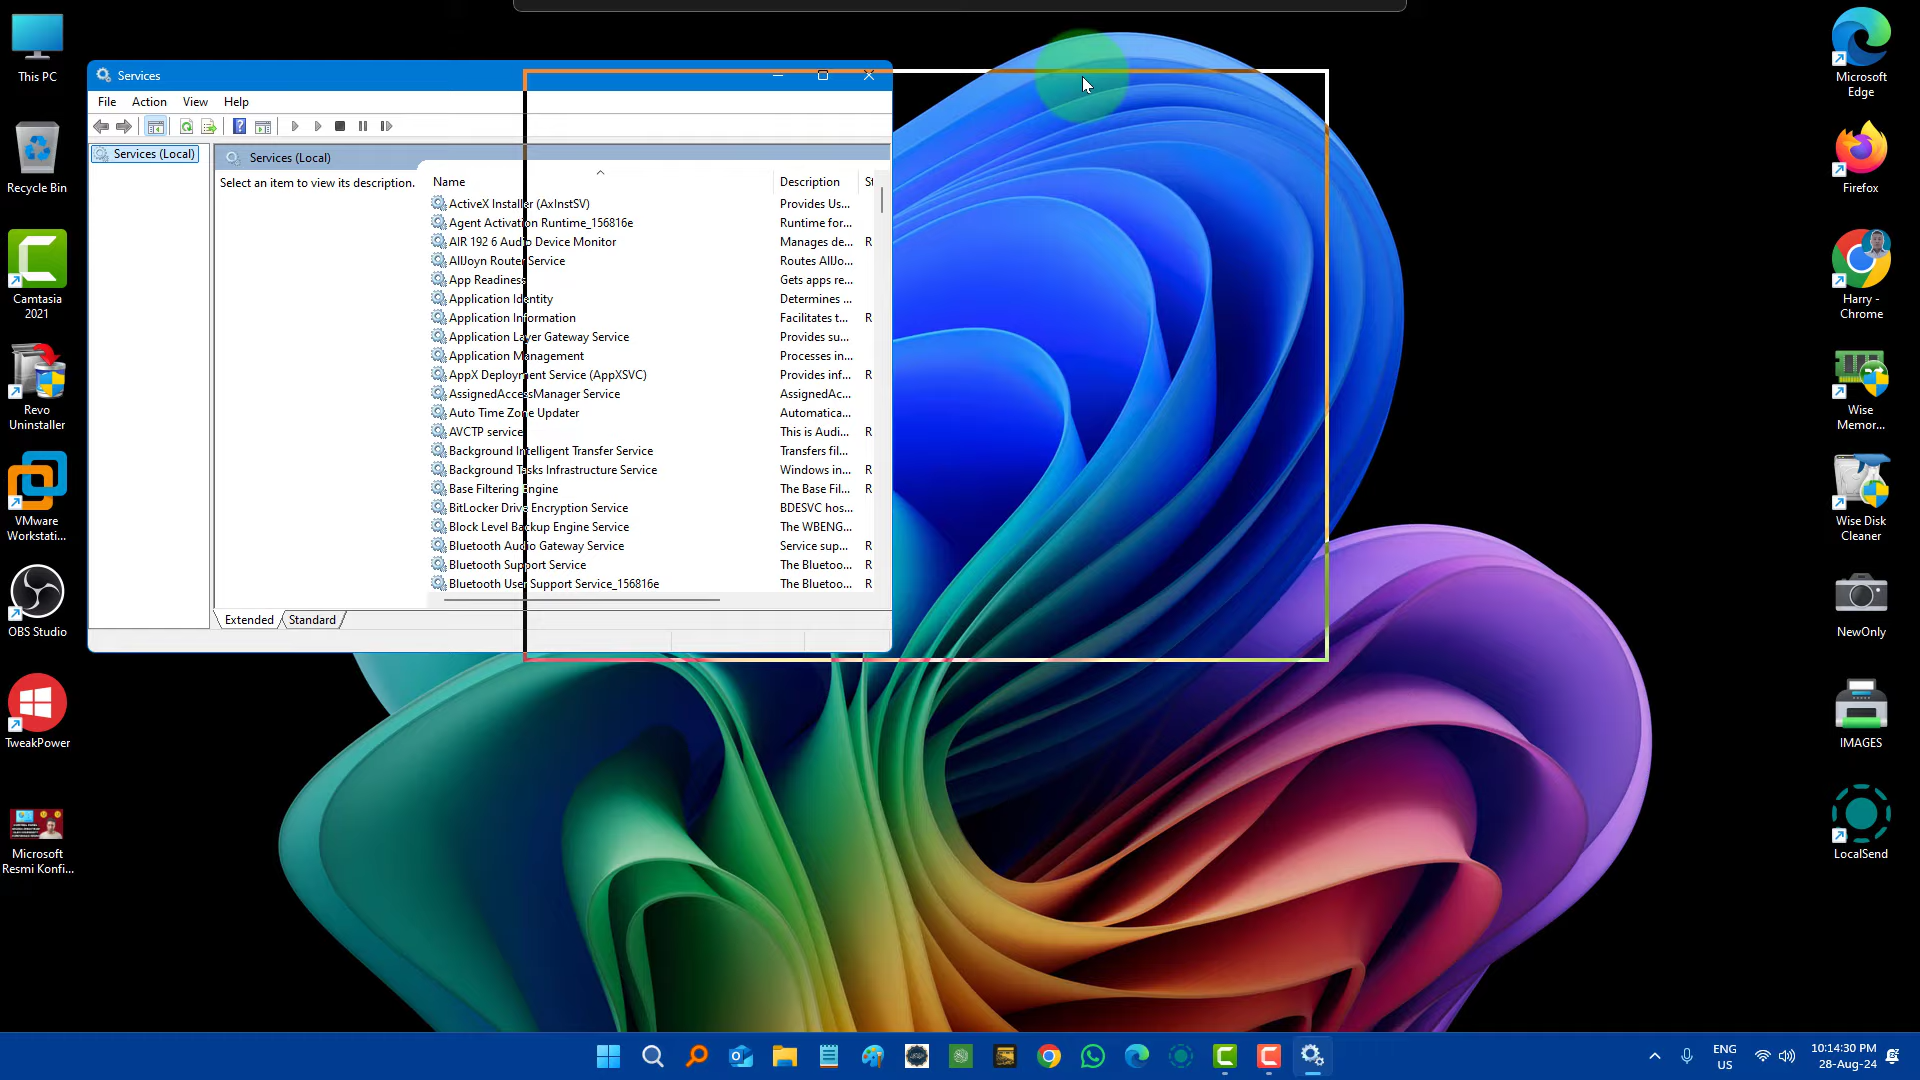 This PC
Recycle Bin
Camtasia
2021
Revo
Uninstaller
VMware
Workstati...
OBS Studio
TweakPower
Microsoft
Resmi Konfi...
Services
File Action View Help
Services (Local)
Services (Local)
Select an item to view its description.
Name Description St
ActiveX Installer (AxInstSV) Provides Us...
Agent Activation Runtime_156816e Runtime for...
AIR 192 6 Audio Device Monitor Manages de... R
AllJoyn Router Service Routes AllJo...
App Readiness Gets apps re...
Application Identity Determines ...
Application Information Facilitates t... R
Application Layer Gateway Service Provides su...
Application Management Processes in...
AppX Deployment Service (AppXSVC) Provides inf... R
AssignedAccessManager Service AssignedAc...
Auto Time Zone Updater Automatica...
AVCTP service This is Audi... R
Background Intelligent Transfer Service Transfers fil...
Background Tasks Infrastructure Service Windows in... R
Base Filtering Engine The Base Fil... R
BitLocker Drive Encryption Service BDESVC hos...
Block Level Backup Engine Service The WBENG...
Bluetooth Audio Gateway Service Service sup... R
Bluetooth Support Service The Bluetoo... R
Bluetooth User Support Service_156816e The Bluetoo... R
Extended Standard
Microsoft
Edge
Firefox
Harry -
Chrome
Wise
Memor...
Wise Disk
Cleaner
NewOnly
IMAGES
LocalSend
ENG
US
10:14:30 PM
28-Aug-24